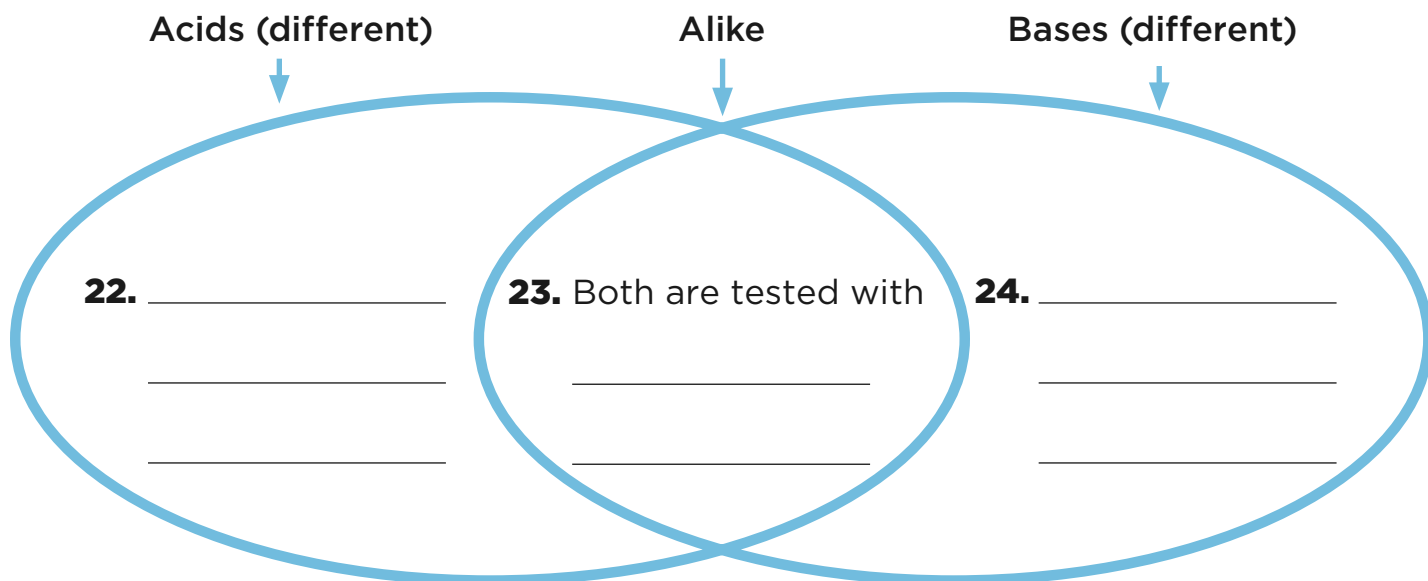 Acids (different) Alike Bases (different)
22. 23. Both are tested with 24.